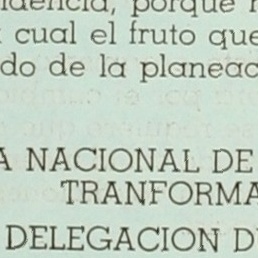 dencia, porque
cual el fruto que
do de la planeac
A NACIONAL DE
TRANFORMA
DELEGACION D